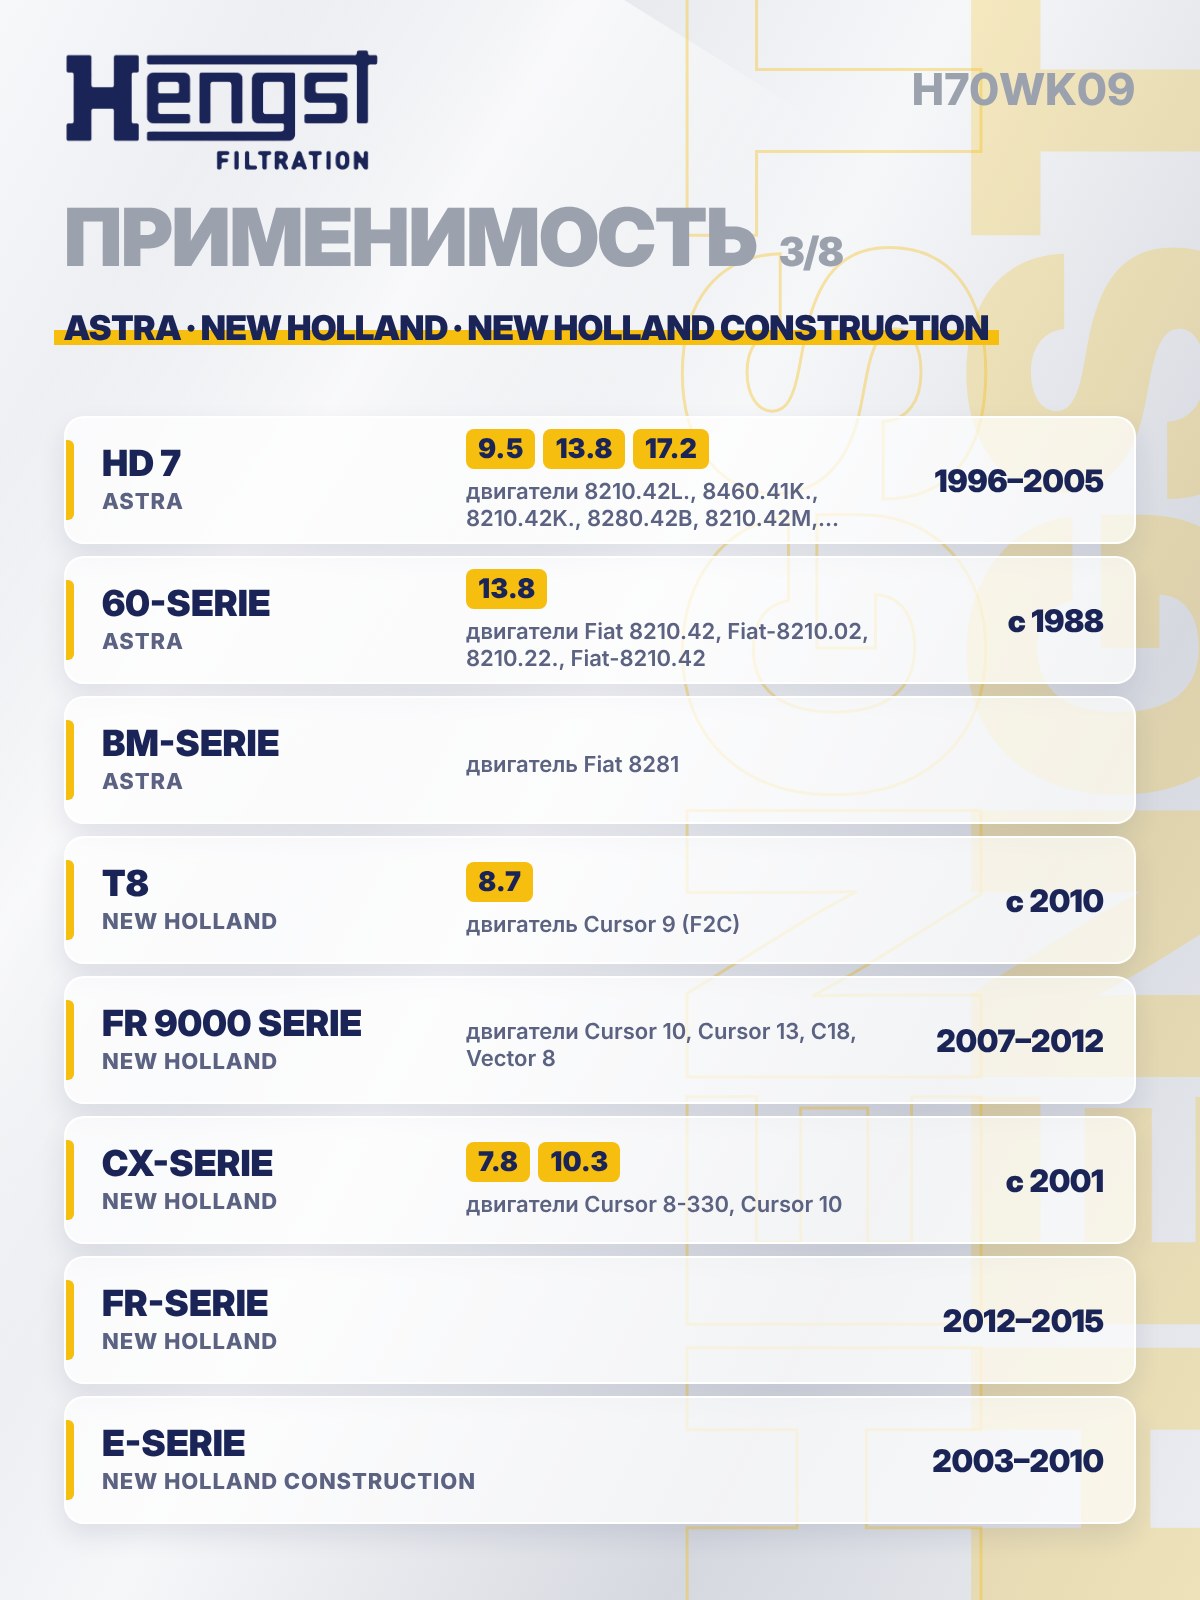 Hengst
FILTRATION
H70WK09
ПРИМЕНИМОСТЬ 3/8
ASTRA · NEW HOLLAND · NEW HOLLAND CONSTRUCTION
HD 7
ASTRA
9.5 13.8 17.2
двигатели 8210.42L., 8460.41K.,
8210.42K., 8280.42B, 8210.42M,...
1996–2005
60-SERIE
ASTRA
13.8
двигатели Fiat 8210.42, Fiat-8210.02,
8210.22., Fiat-8210.42
с 1988
BM-SERIE
ASTRA
двигатель Fiat 8281
T8
NEW HOLLAND
8.7
двигатель Cursor 9 (F2C)
с 2010
FR 9000 SERIE
NEW HOLLAND
двигатели Cursor 10, Cursor 13, C18,
Vector 8
2007–2012
CX-SERIE
NEW HOLLAND
7.8 10.3
двигатели Cursor 8-330, Cursor 10
с 2001
FR-SERIE
NEW HOLLAND
2012–2015
E-SERIE
NEW HOLLAND CONSTRUCTION
2003–2010
HENGST
HENGST